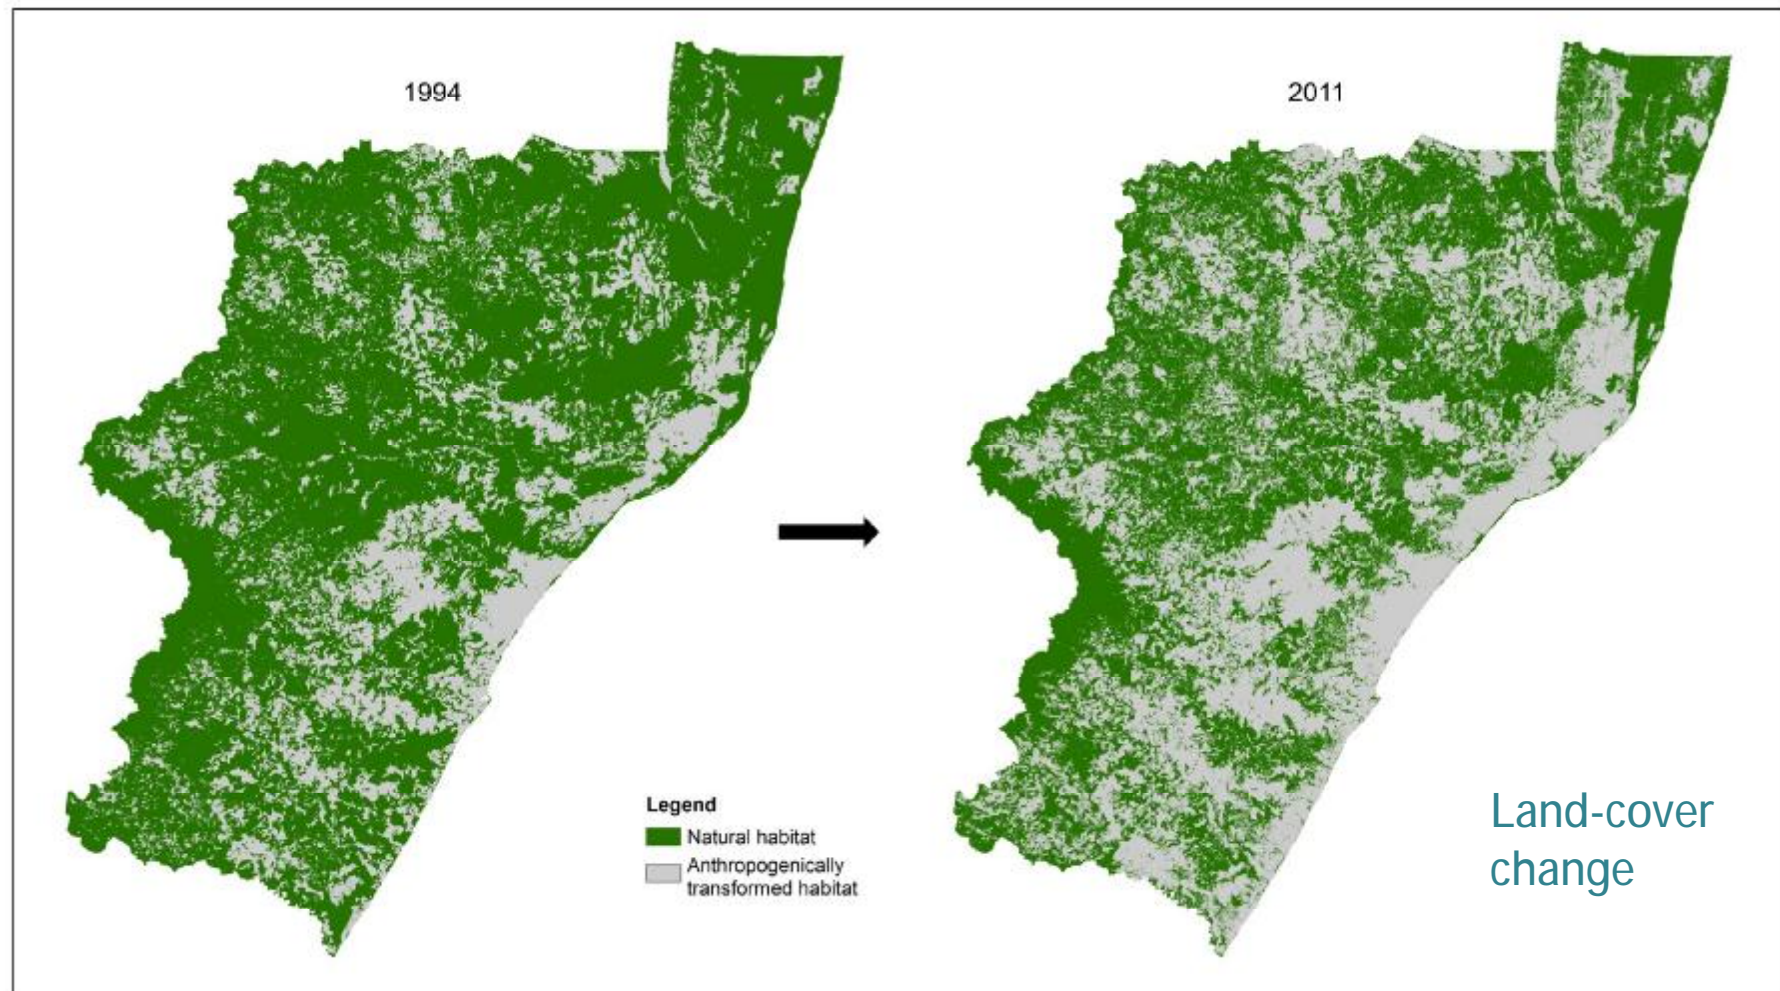 1994
2011
Legend
Natural habitat
Anthropogenically
transformed habitat
Land-cover
change